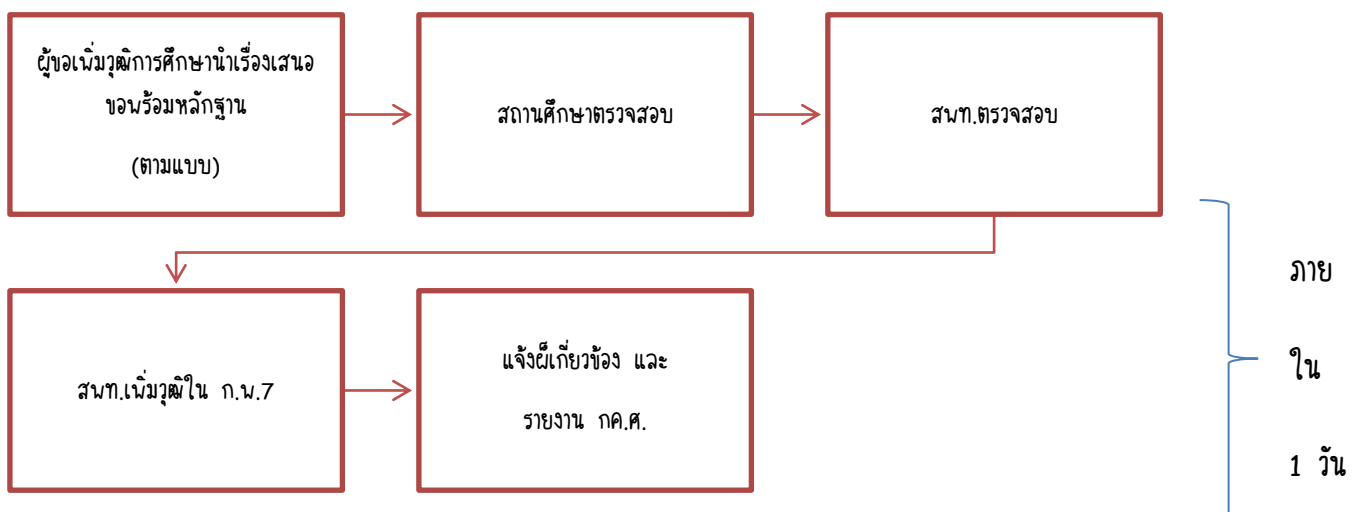 ผู้ขอเพิ่มวุฒิการศึกษานำเรื่องเสนอ
ขอพร้อมหลักฐาน
(ตามแบบ)
สถานศึกษาตรวจสอบ
สพท.ตรวจสอบ
สพท.เพิ่มวุฒิใน ก.พ.7
แจ้งผ็เกี่ยวข้อง และ
รายงาน กค.ศ.
ภาย
ใน
1 วัน